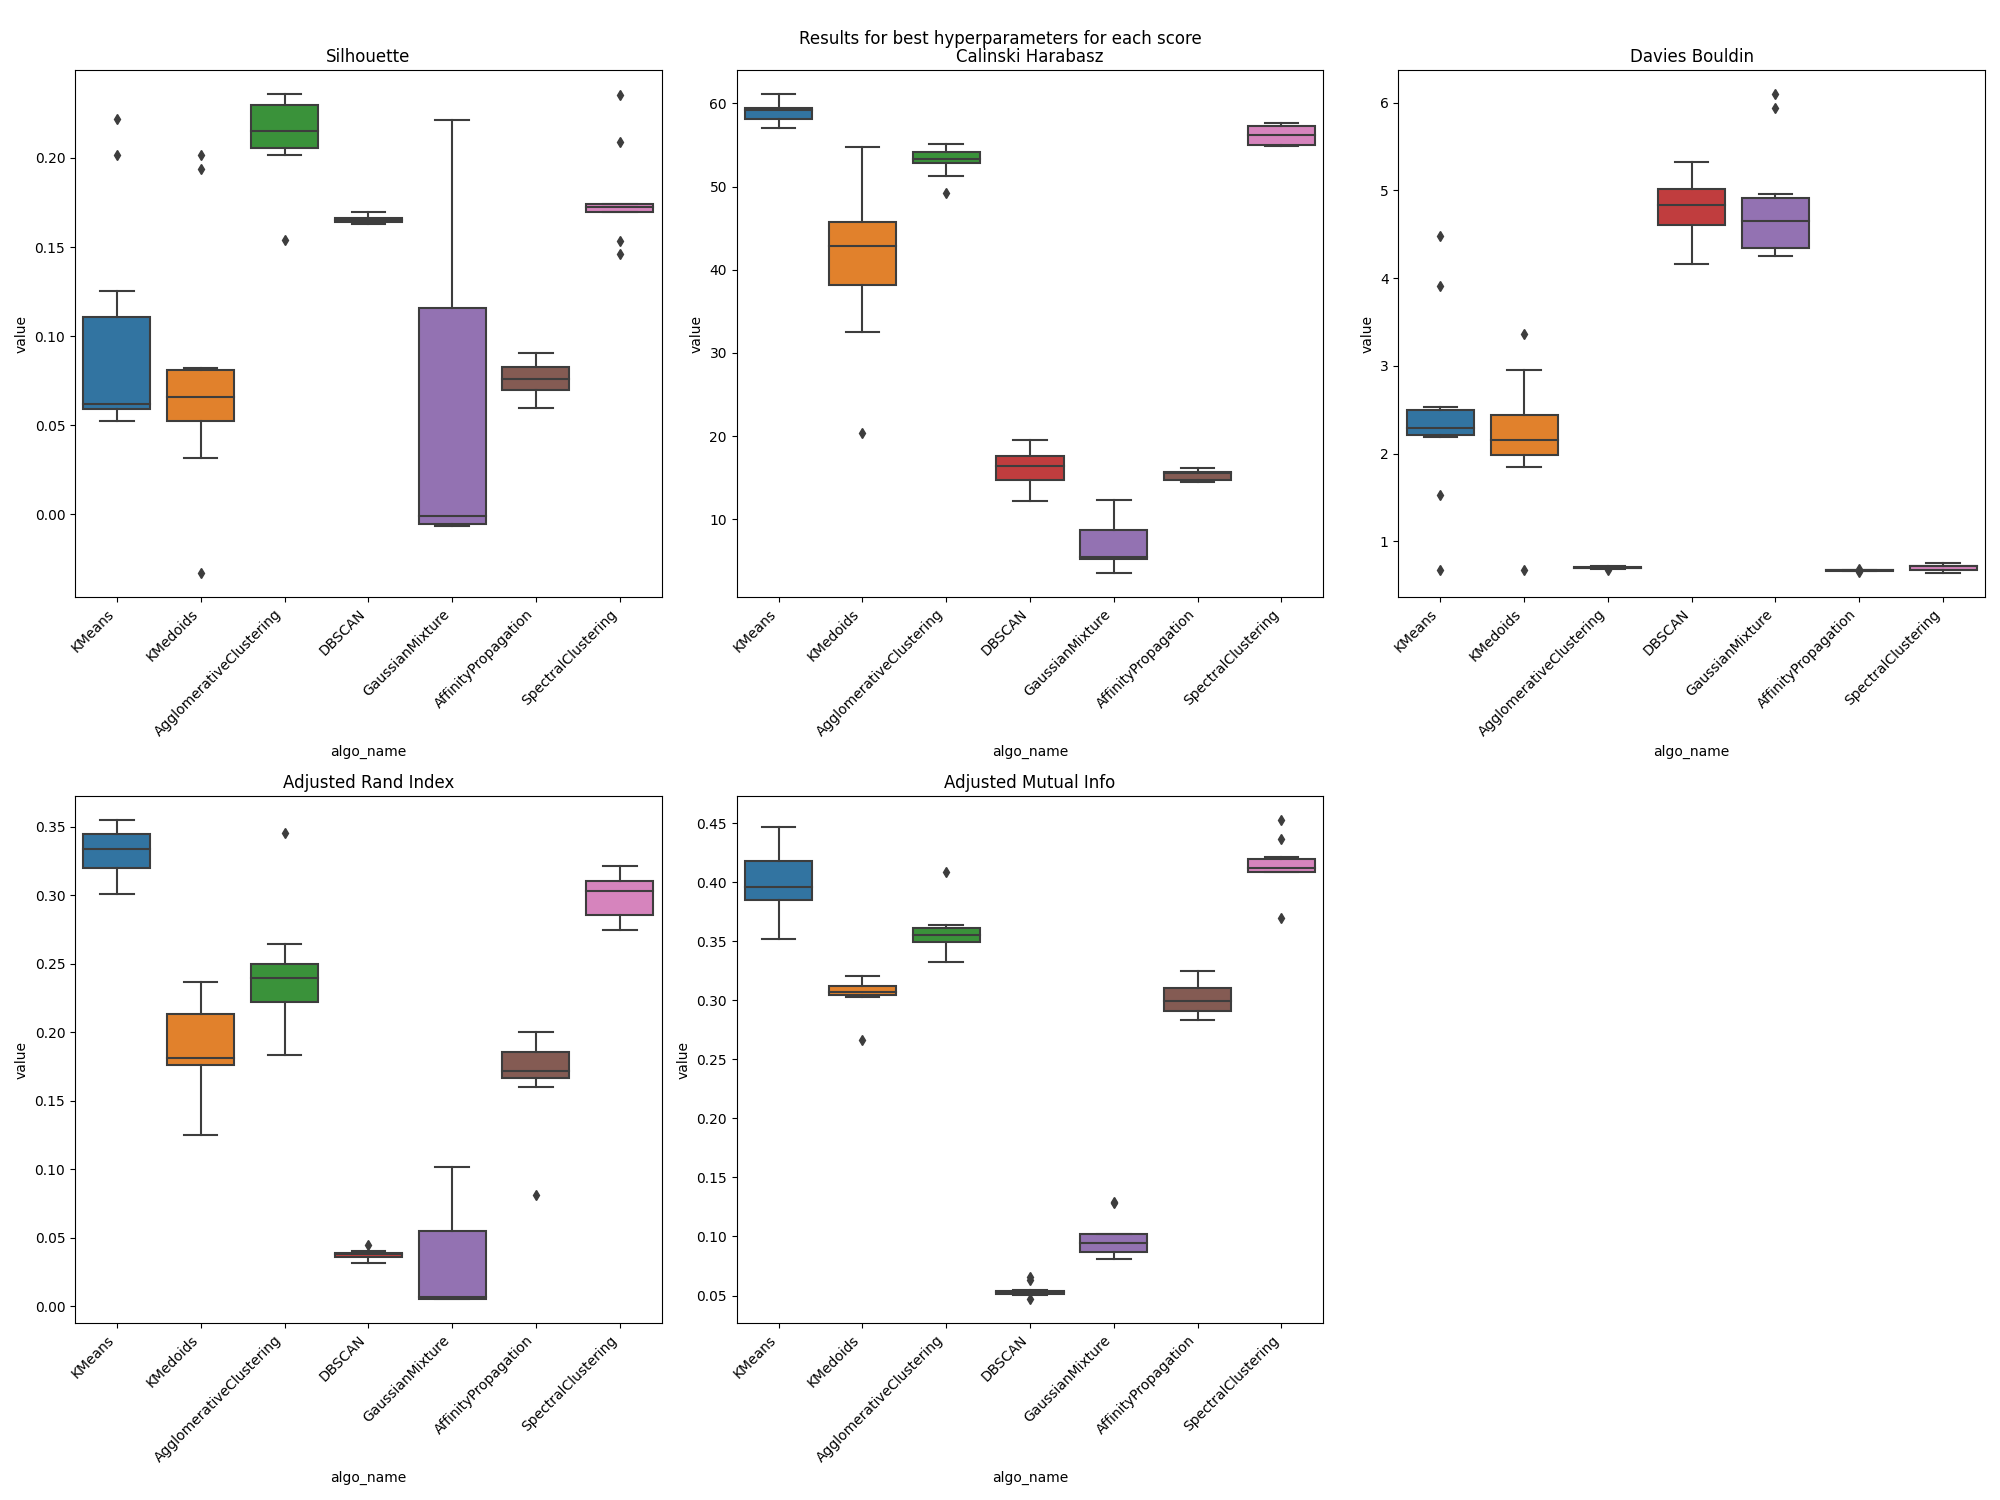 Results for best hyperparameters for each score
Silhouette
value
0.20
0.15
0.10
0.05
0.00
KMeans
KMedoids
AgglomerativeClustering
DBSCAN
GaussianMixture
AffinityPropagation
SpectralClustering
algo_name
Calinski Harabasz
value
60
50
40
30
20
10
KMeans
KMedoids
AgglomerativeClustering
DBSCAN
GaussianMixture
AffinityPropagation
SpectralClustering
algo_name
Davies Bouldin
value
6
5
4
3
2
1
KMeans
KMedoids
AgglomerativeClustering
DBSCAN
GaussianMixture
AffinityPropagation
SpectralClustering
algo_name
Adjusted Rand Index
value
0.35
0.30
0.25
0.20
0.15
0.10
0.05
0.00
KMeans
KMedoids
AgglomerativeClustering
DBSCAN
GaussianMixture
AffinityPropagation
SpectralClustering
algo_name
Adjusted Mutual Info
value
0.45
0.40
0.35
0.30
0.25
0.20
0.15
0.10
0.05
KMeans
KMedoids
AgglomerativeClustering
DBSCAN
GaussianMixture
AffinityPropagation
SpectralClustering
algo_name